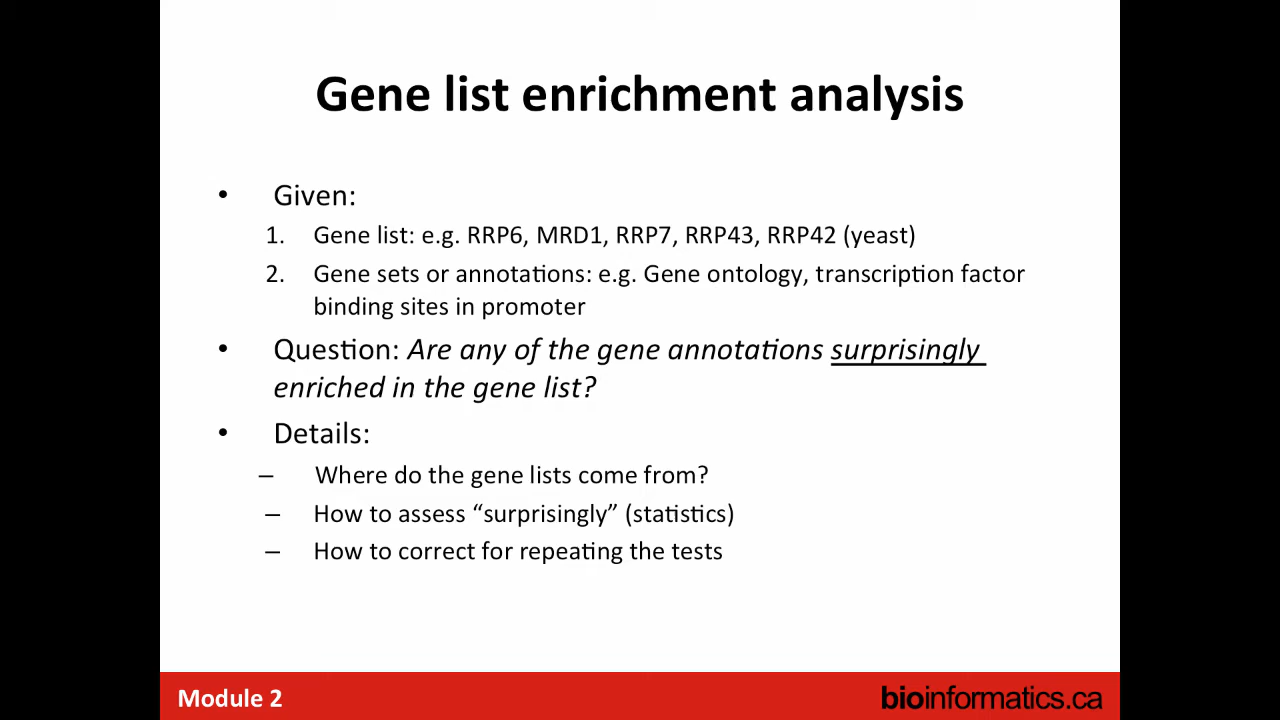 Gene list enrichment analysis
• Given:
1. Gene list: e.g. RRP6, MRD1, RRP7, RRP43, RRP42 (yeast)
2. Gene sets or annotations: e.g. Gene ontology, transcription factor
binding sites in promoter
• Question: Are any of the gene annotations surprisingly
enriched in the gene list?
• Details:
– Where do the gene lists come from?
– How to assess “surprisingly” (statistics)
– How to correct for repeating the tests
Module 2
bioinformatics.ca